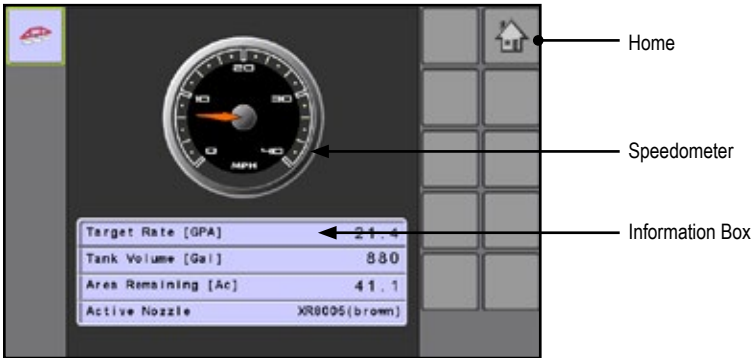 Home
20
10
30
0
40
MPH
Speedometer
Target Rate [GPA] 21.4
Information Box
Tank Volume [Gal] 880
Area Remaining [Ac] 41.1
Active Nozzle XR8005(brown)